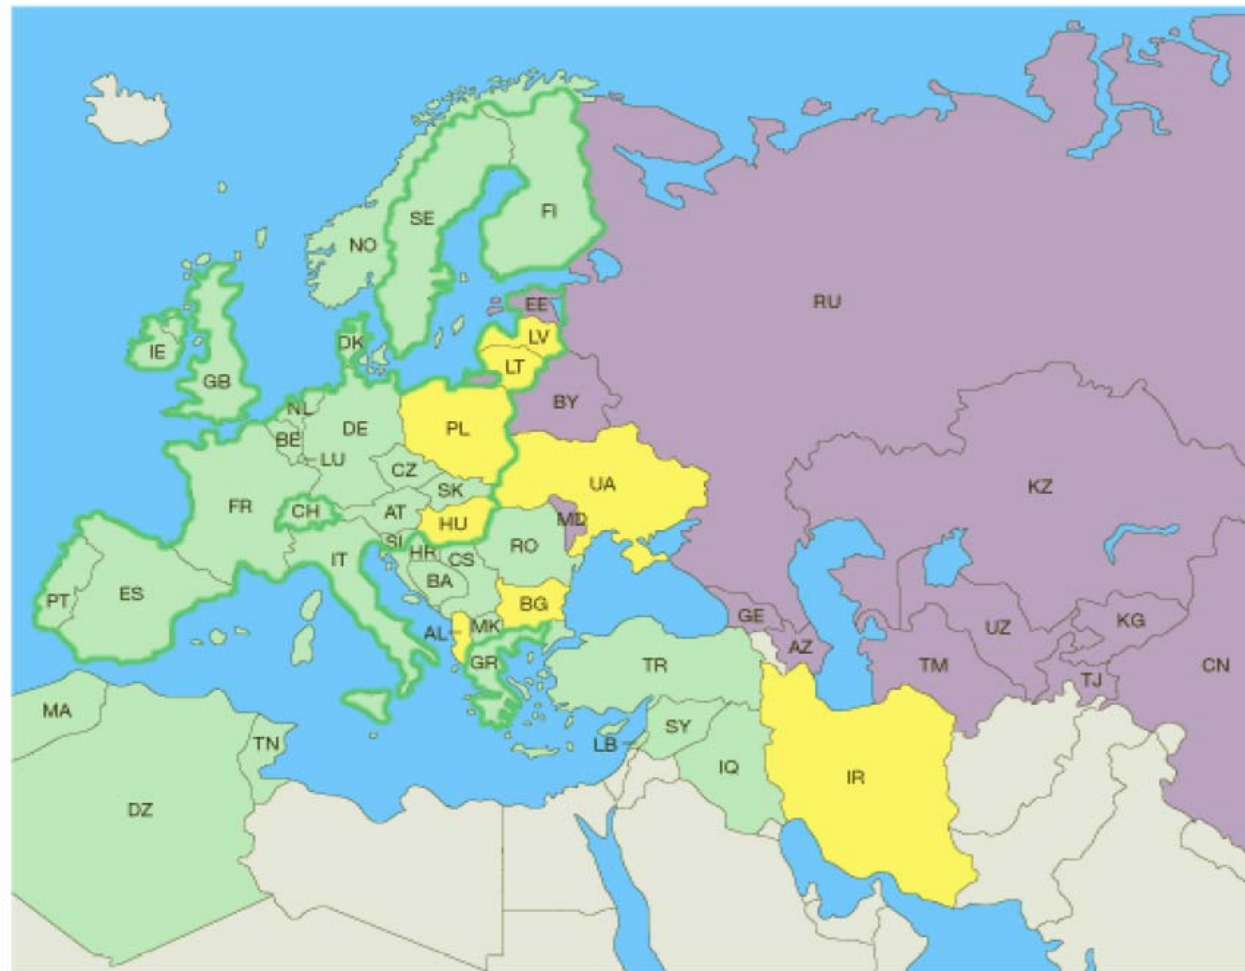 FI
SE
NO
RU
EE
LV
DK
IE
LT
GB
BY
NL
DE
PL
BE
LU
CZ
UA
KZ
SK
FR
CH
AT
HU
MD
SI
RO
IT
HR
CS
BA
ES
PT
BG
GE
KG
AL
MK
UZ
AZ
GR
TR
TM
CN
TJ
MA
SY
TN
LB
IQ
IR
DZ